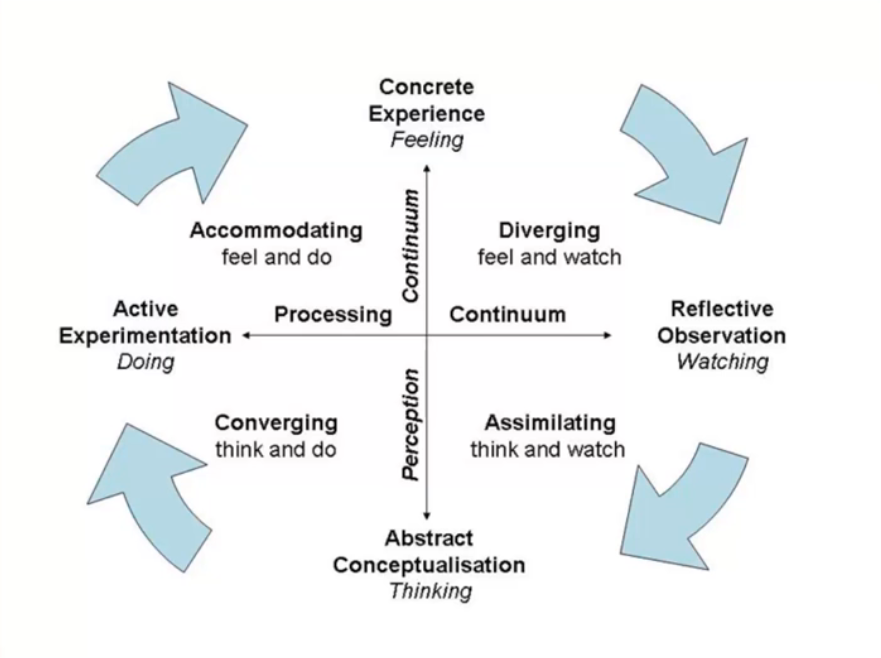 Concrete
Experience
Feeling
Accommodating
feel and do
Continuum
Diverging
feel and watch
Active
Experimentation
Doing
Processing
Continuum
Reflective
Observation
Watching
Converging
think and do
Perception
Assimilating
think and watch
Abstract
Conceptualisation
Thinking